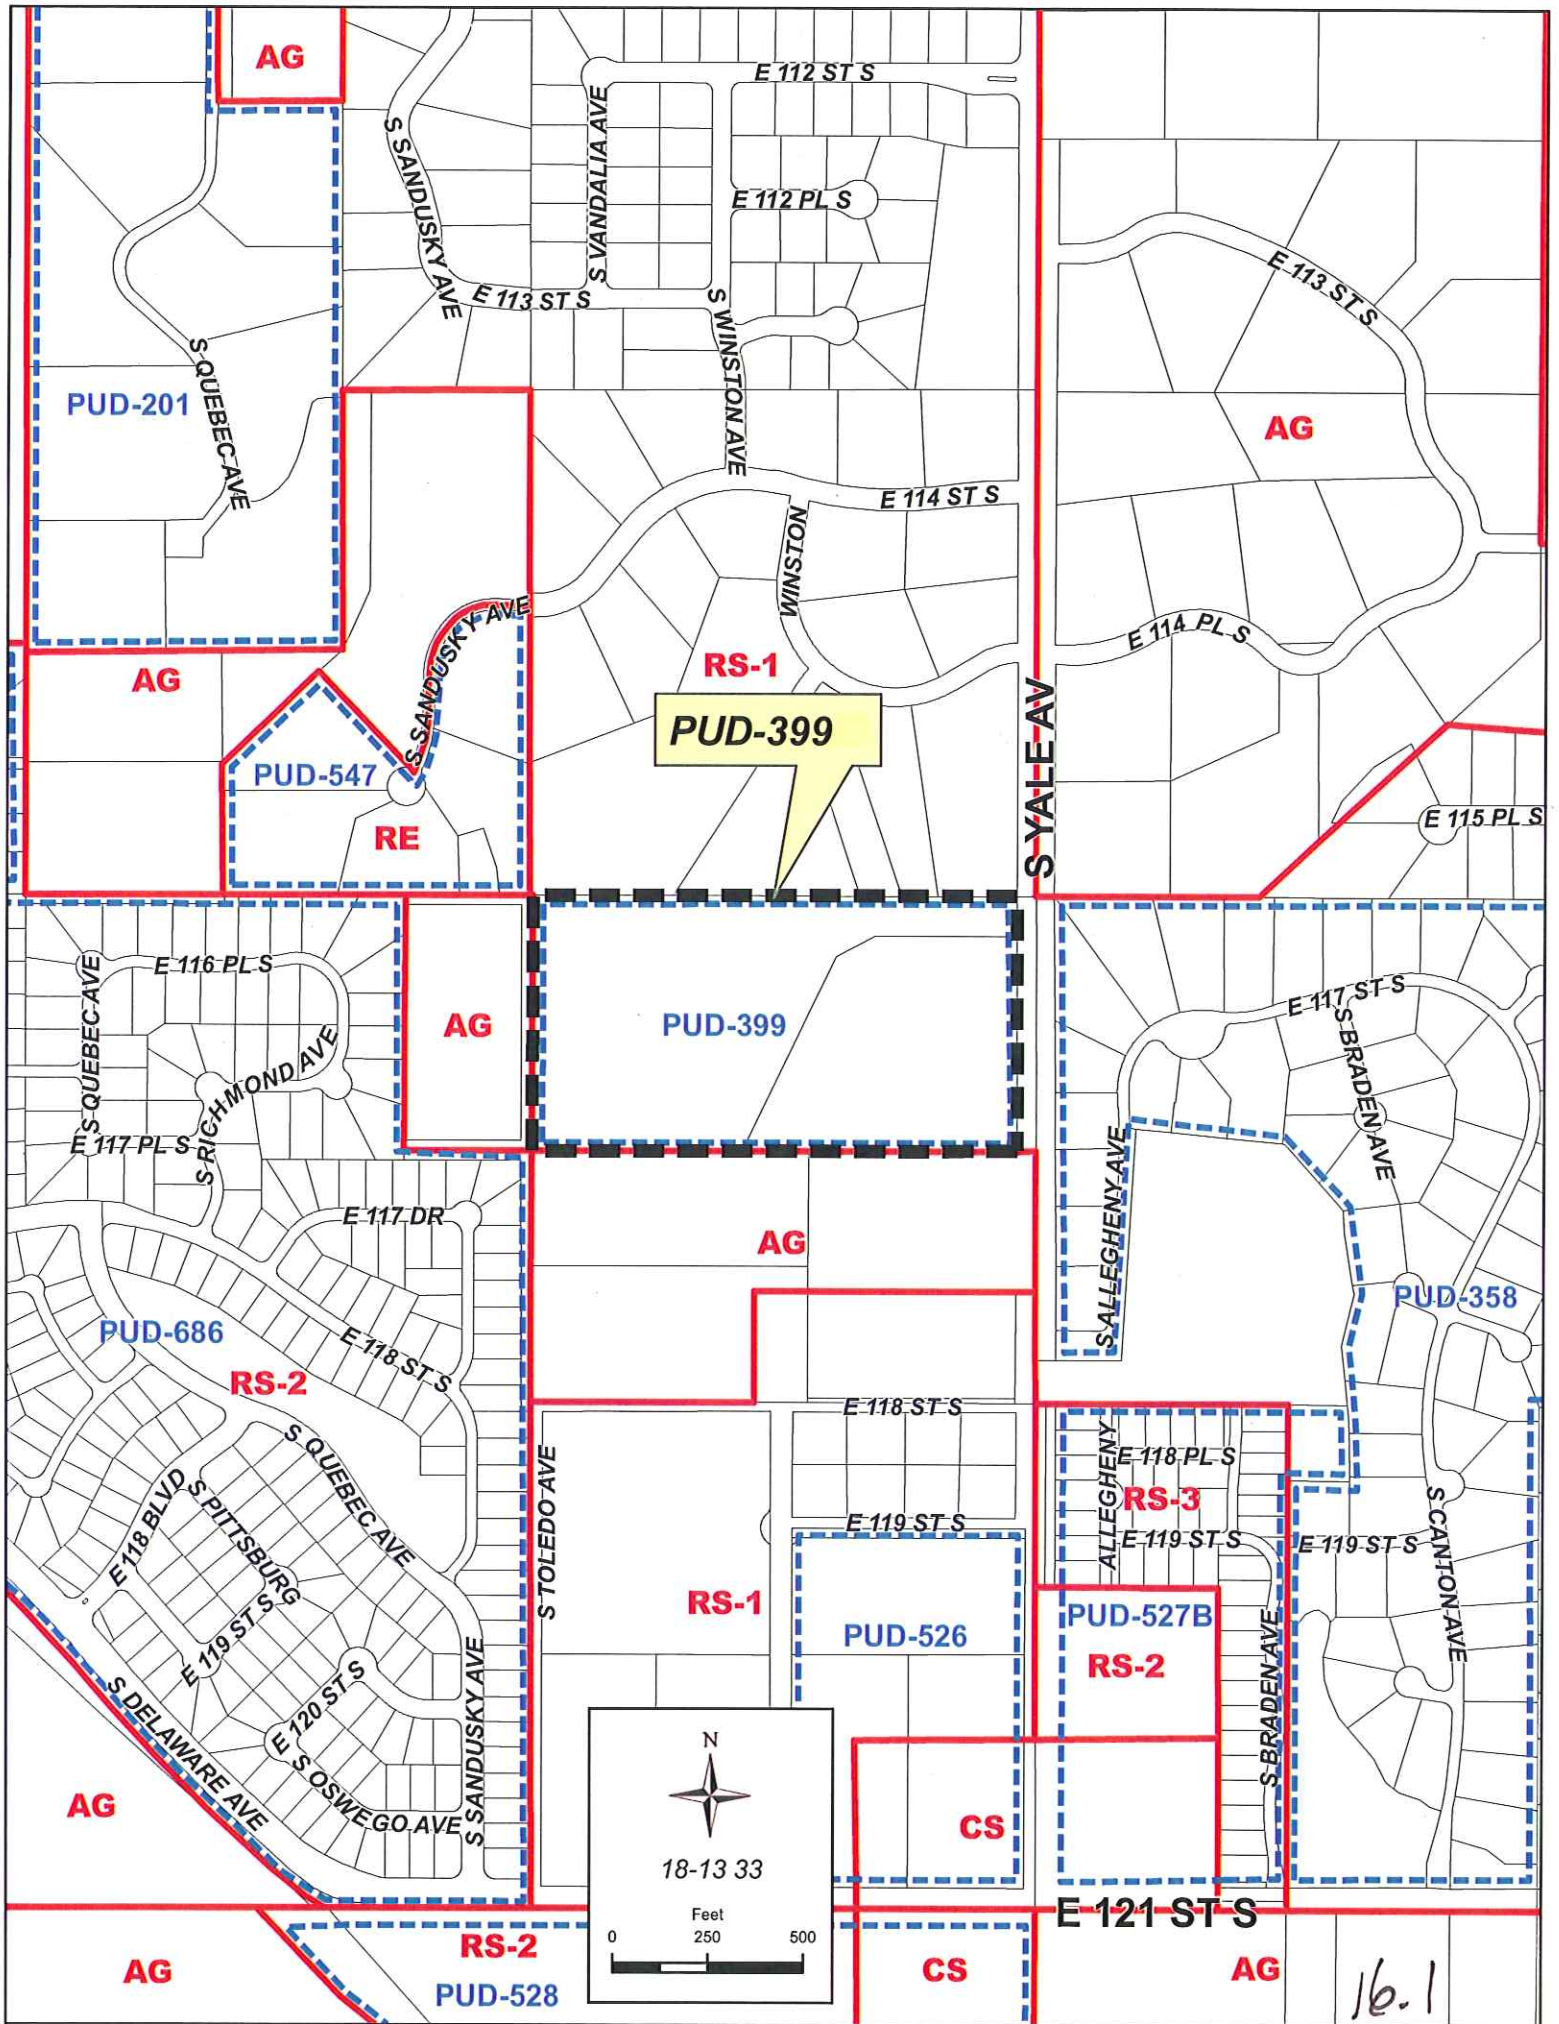 AG
E 112 ST S
S SANDUSKY AVE
S VANDALIA AVE
E 112 PL S
E 113 ST S
E 113 ST S
S WINSTON AVE
S QUEBEC AVE
PUD-201
AG
E 114 ST S
WINSTON
S SANDUSKY AVE
E 114 PL S
AG
RS-1
PUD-399
S YALE AV
PUD-547
RE
E 115 PL S
E 116 PL S
S QUEBEC AVE
AG
PUD-399
E 117 ST S
S BRADEN AVE
S RICHMOND AVE
E 117 PL S
S ALLEGHENY AVE
E 117 DR
AG
PUD-358
PUD-686
E 118 ST S
RS-2
E 118 ST S
S QUEBEC AVE
S TOLEDO AVE
ALLEGHENY
E 118 PL S
RS-3
E 118 BLVD
S PITTSBURG
E 119 ST S
E 119 ST S
E 119 ST S
S CANTON AVE
RS-1
PUD-526
PUD-527B
RS-2
E 119 ST S
S SANDUSKY AVE
S BRADEN AVE
E 120 ST S
S DELAWARE AVE
S OSWEGO AVE
AG
N
18-13 33
Feet
0 250 500
CS
E 121 ST S
AG
RS-2
PUD-528
CS
AG
16.1